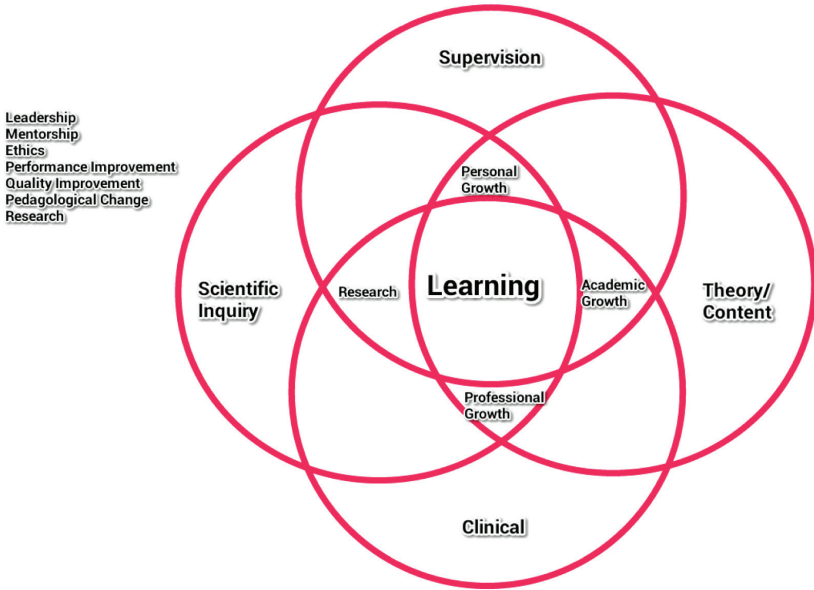 Supervision
Leadership
Mentorship
Ethics
Performance Improvement
Quality Improvement
Pedagological Change
Research
Personal
Growth
Scientific
Inquiry
Research
Learning
Academic
Growth
Theory/
Content
Professional
Growth
Clinical